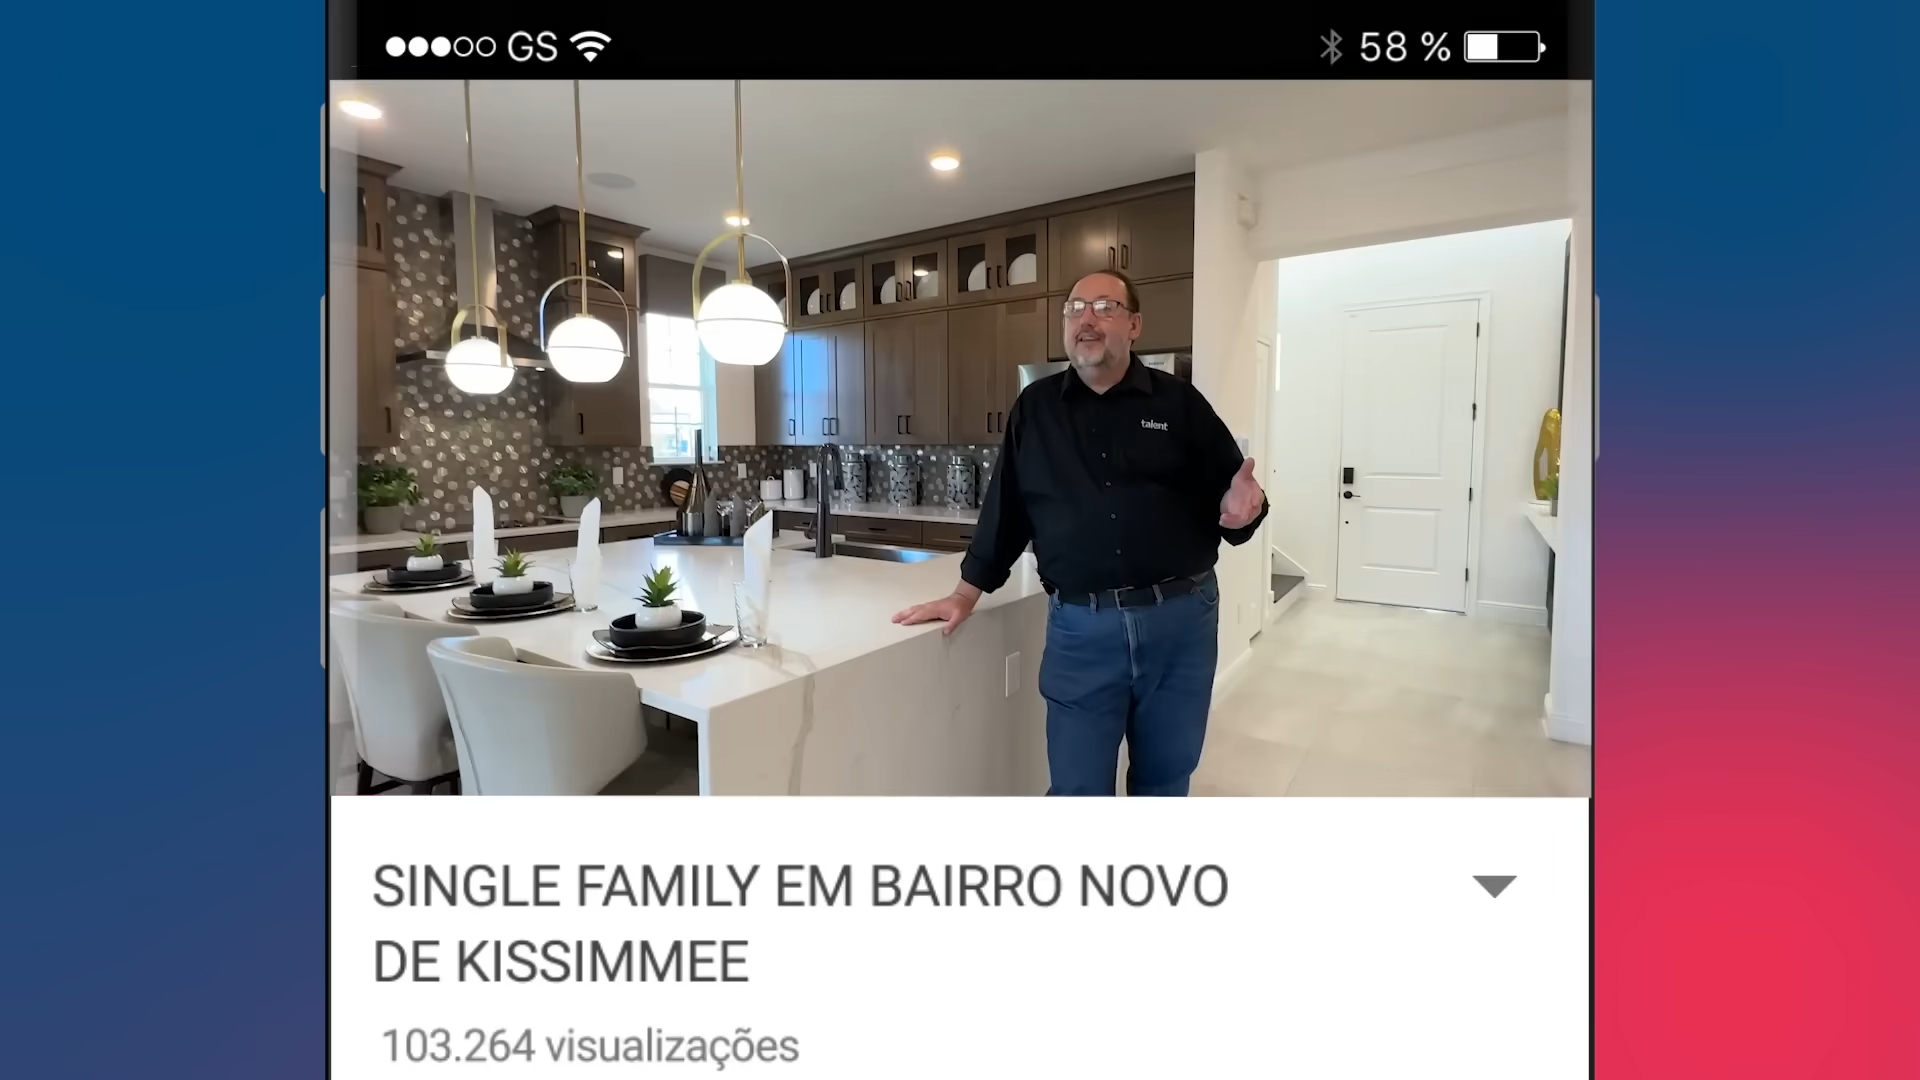 GS
58 %
talent
SINGLE FAMILY EM BAIRRO NOVO
DE KISSIMMEE
103.264 visualizações